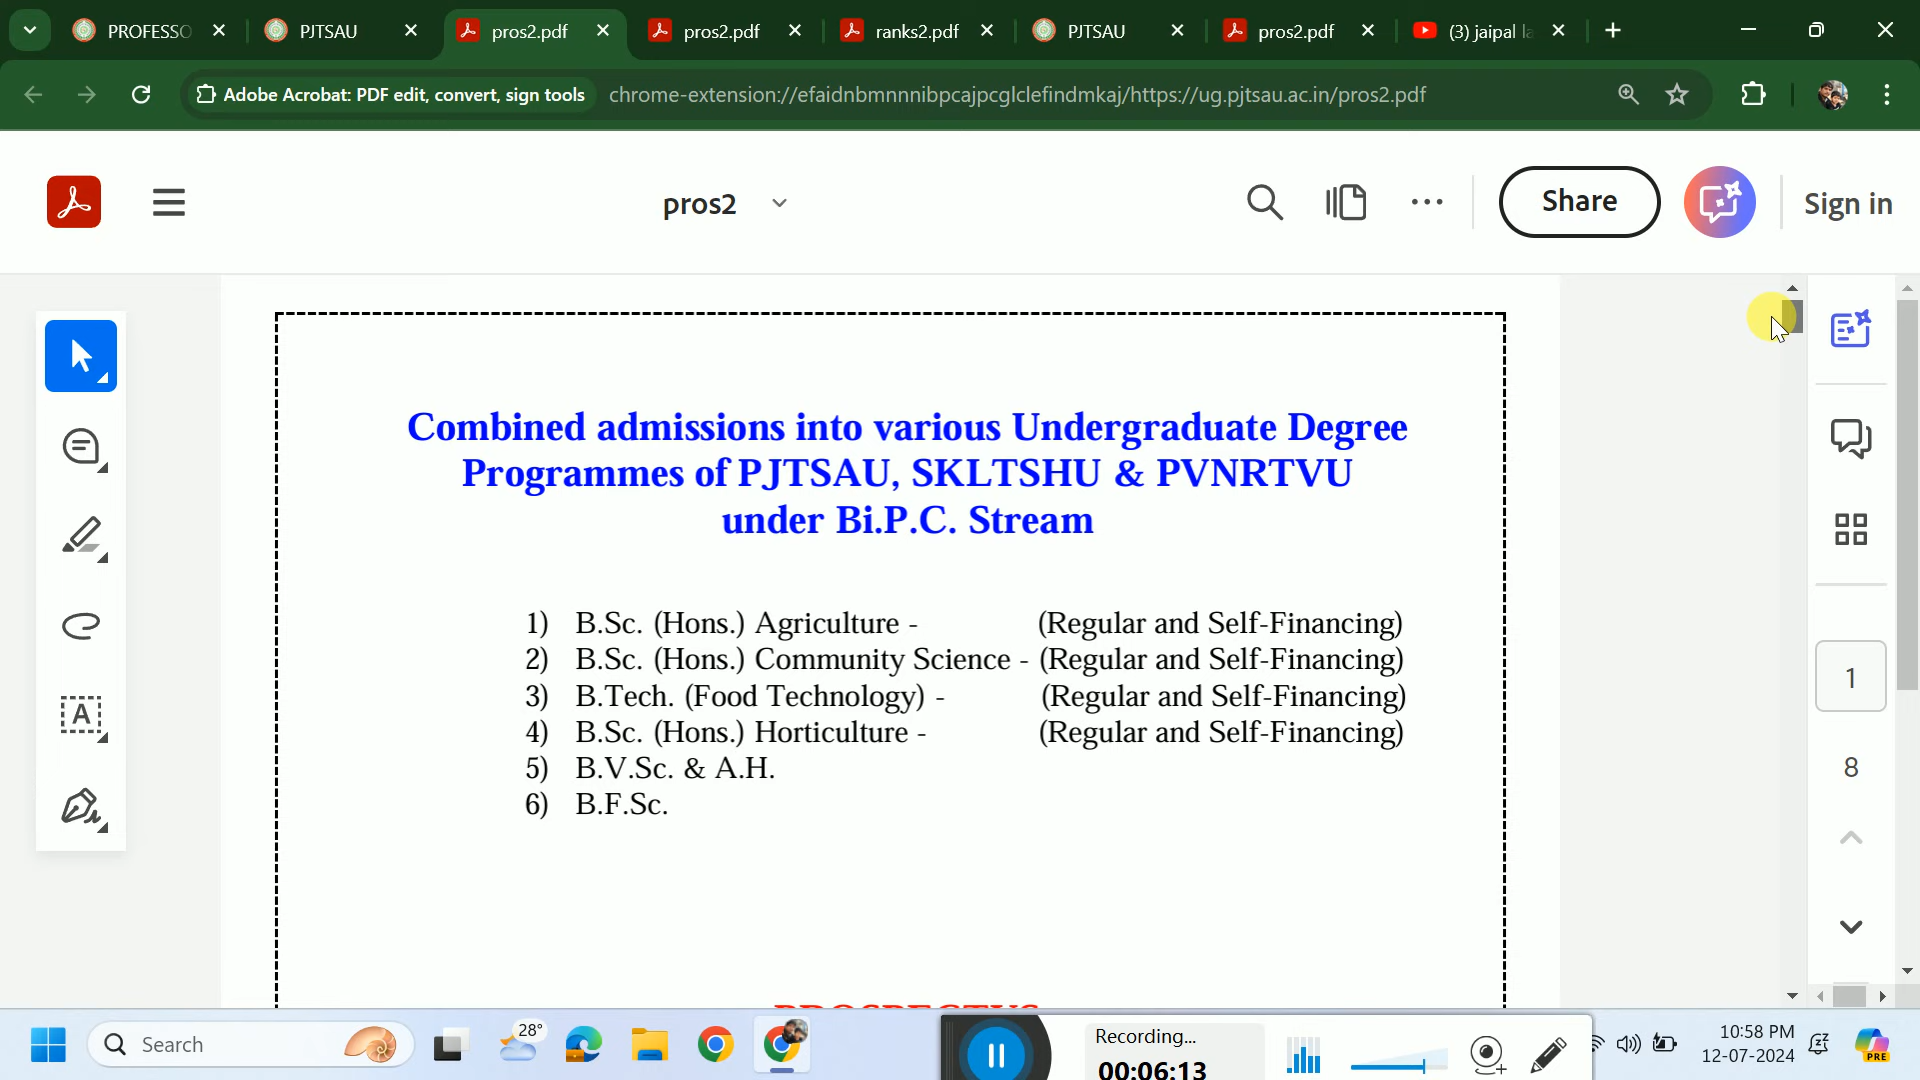 PROFESSO
PJTSAU
pros2.pdf
pros2.pdf
ranks2.pdf
PJTSAU
pros2.pdf
(3) jaipal la
Adobe Acrobat: PDF edit, convert, sign tools
chrome-extension://efaidnbmnnnibpcajpcglclefindmkaj/https://ug.pjtsau.ac.in/pros2.pdf
pros2
Share
Sign in
Combined admissions into various Undergraduate Degree
Programmes of PJTSAU, SKLTSHU & PVNRTVU
under Bi.P.C. Stream
1) B.Sc. (Hons.) Agriculture - (Regular and Self-Financing)
2) B.Sc. (Hons.) Community Science - (Regular and Self-Financing)
3) B.Tech. (Food Technology) - (Regular and Self-Financing)
4) B.Sc. (Hons.) Horticulture - (Regular and Self-Financing)
5) B.V.Sc. & A.H.
6) B.F.Sc.
PROSPECTUS
1
8
Search
28°
Recording...
00:06:13
10:58 PM
12-07-2024
PRE